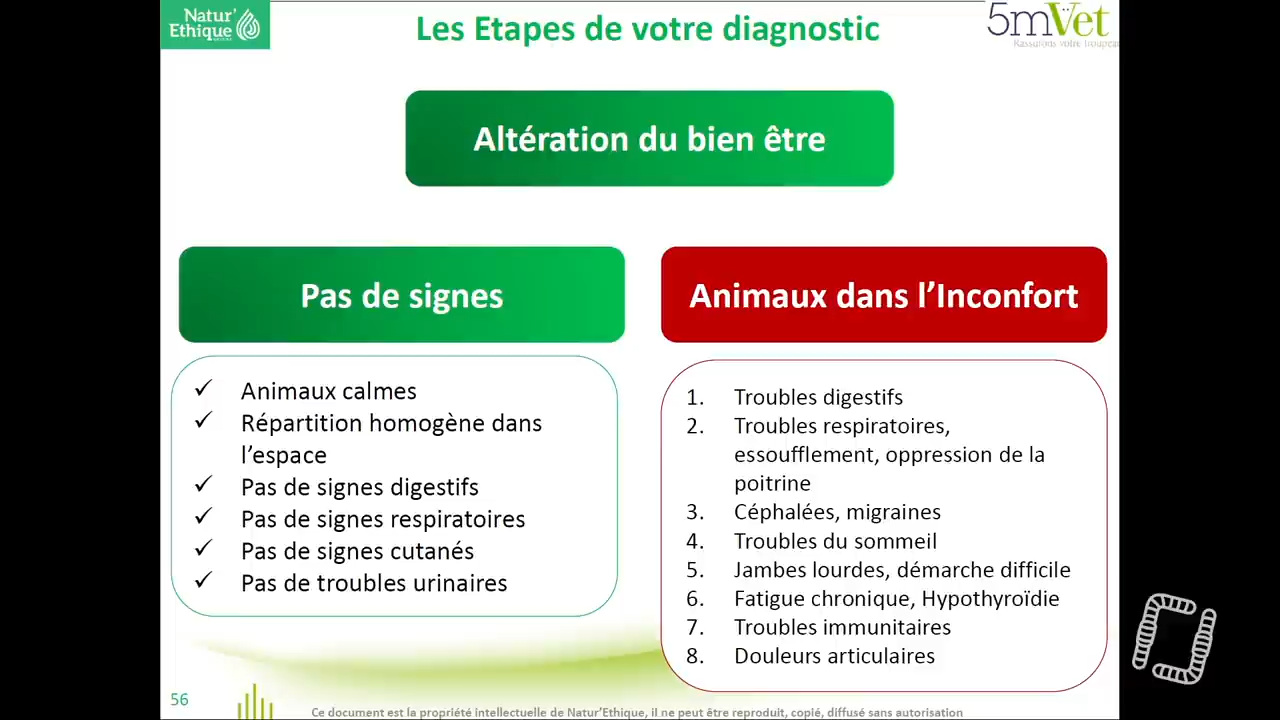 Natur'
Ethique
Les Etapes de votre diagnostic
5mVet
Rassurons votre troupeau
Altération du bien être
Pas de signes
Animaux dans l'Inconfort
✓ Animaux calmes
✓ Répartition homogène dans
l'espace
✓ Pas de signes digestifs
✓ Pas de signes respiratoires
✓ Pas de signes cutanés
✓ Pas de troubles urinaires
1. Troubles digestifs
2. Troubles respiratoires,
essoufflement, oppression de la
poitrine
3. Céphalées, migraines
4. Troubles du sommeil
5. Jambes lourdes, démarche difficile
6. Fatigue chronique, Hypothyroïdie
7. Troubles immunitaires
8. Douleurs articulaires
56
Ce document est la propriété intellectuelle de Natur'Ethique, il ne peut être reproduit, copié, diffusé sans autorisation